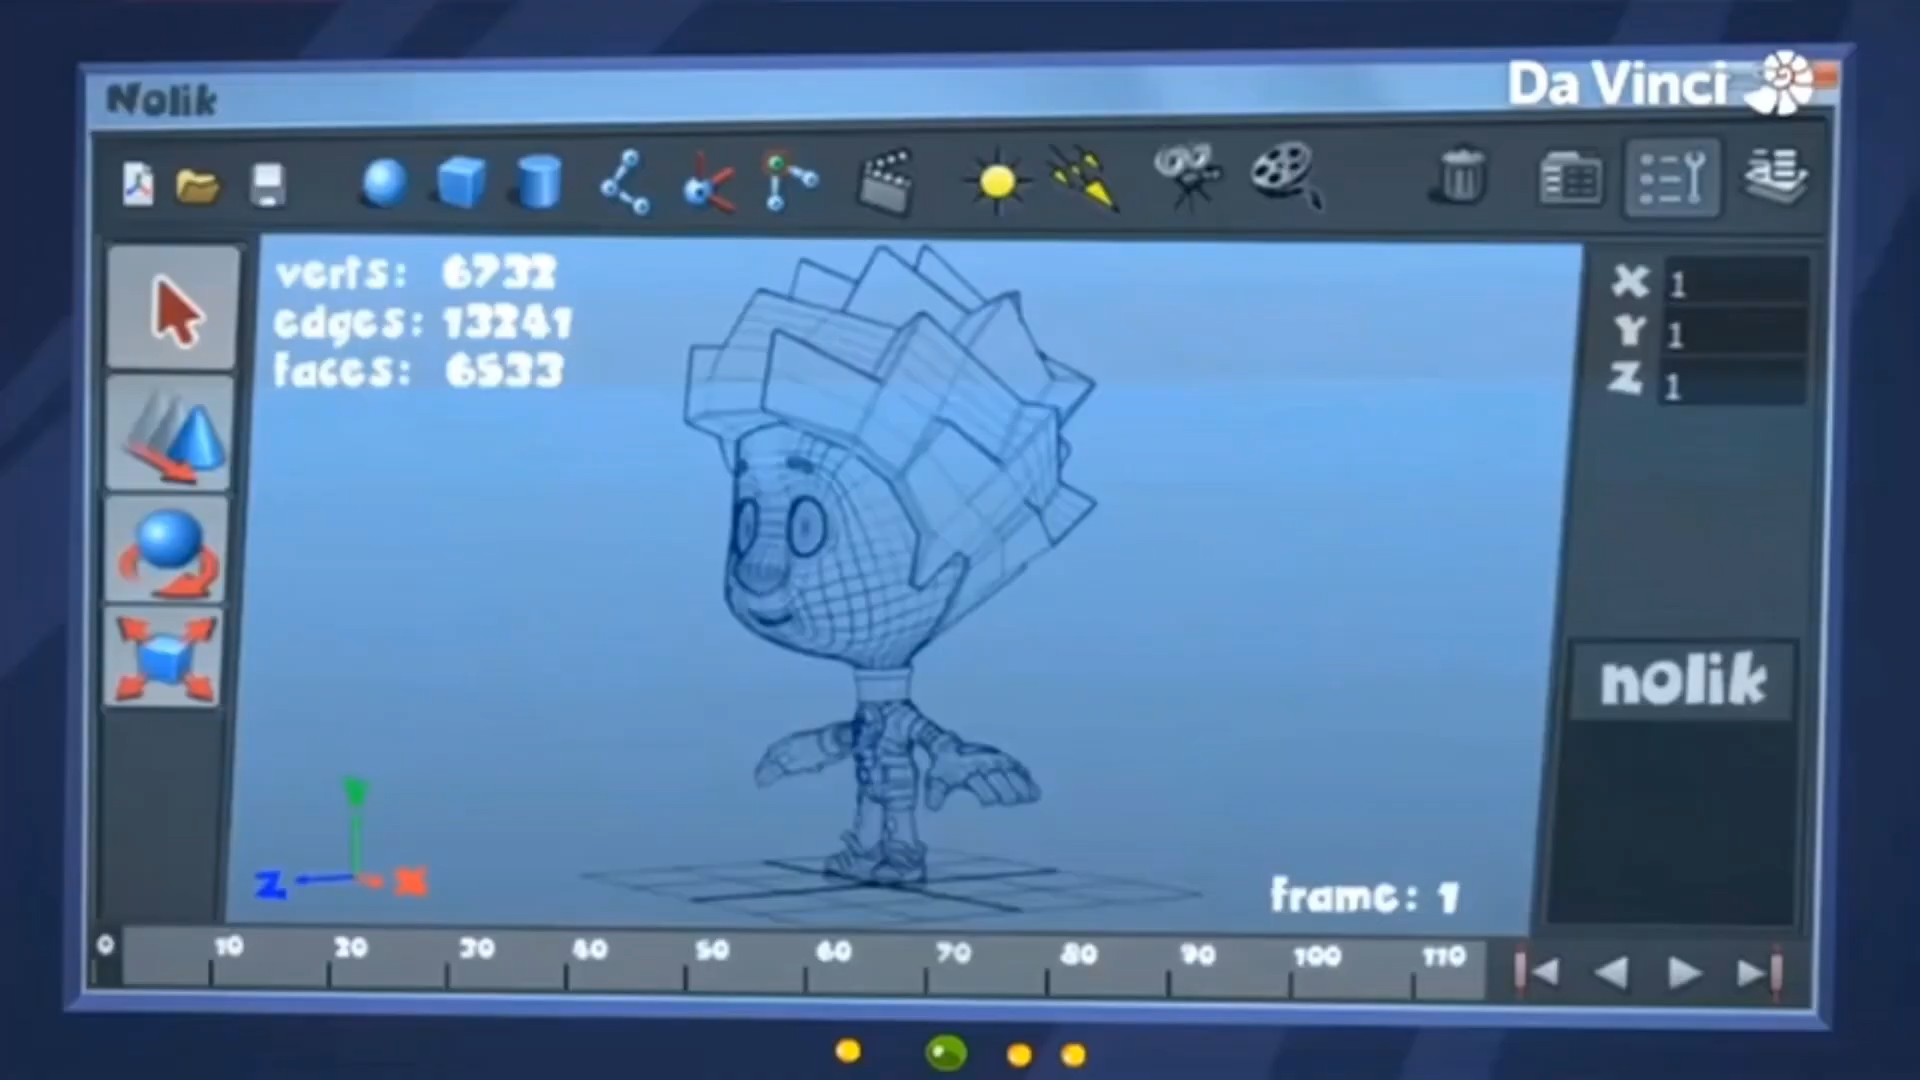 Nolik
Da Vinci
verts: 6732
edges: 13241
faces: 6533
X 1
Y 1
Z 1
nolik
Y
Z
X
frame: 1
0 10 20 30 40 50 60 70 80 90 100 110